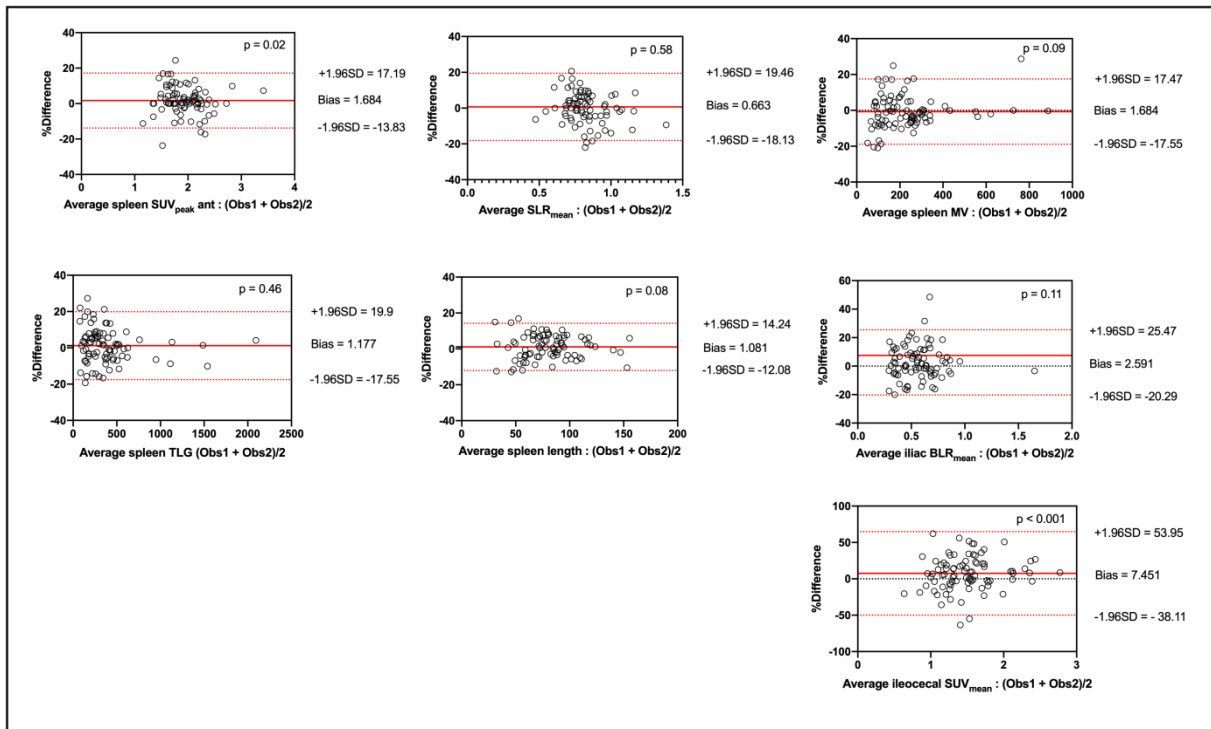 p = 0.02
40
20
0
-20
-40
%Difference
0 1 2 3 4
Average spleen SUVpeak ant : (Obs1 + Obs2)/2
+1.96SD = 17.19
Bias = 1.684
-1.96SD = -13.83
p = 0.58
40
20
0
-20
-40
%Difference
0.0 0.5 1.0 1.5
Average SLRmean : (Obs1 + Obs2)/2
+1.96SD = 19.46
Bias = 0.663
-1.96SD = -18.13
p = 0.09
40
20
0
-20
-40
%Difference
0 200 400 600 800 1000
Average spleen MV : (Obs1 + Obs2)/2
+1.96SD = 17.47
Bias = 1.684
-1.96SD = -17.55
p = 0.46
40
20
0
-20
-40
%Difference
0 500 1000 1500 2000 2500
Average spleen TLG (Obs1 + Obs2)/2
+1.96SD = 19.9
Bias = 1.177
-1.96SD = -17.55
p = 0.08
40
20
0
-20
-40
%Difference
0 50 100 150 200
Average spleen length : (Obs1 + Obs2)/2
+1.96SD = 14.24
Bias = 1.081
-1.96SD = -12.08
p = 0.11
60
40
20
0
-20
-40
%Difference
0.0 0.5 1.0 1.5 2.0
Average iliac BLRmean : (Obs1 + Obs2)/2
+1.96SD = 25.47
Bias = 2.591
-1.96SD = -20.29
p < 0.001
100
50
0
-50
-100
%Difference
0 1 2 3
Average ileocecal SUVmean : (Obs1 + Obs2)/2
+1.96SD = 53.95
Bias = 7.451
-1.96SD = - 38.11